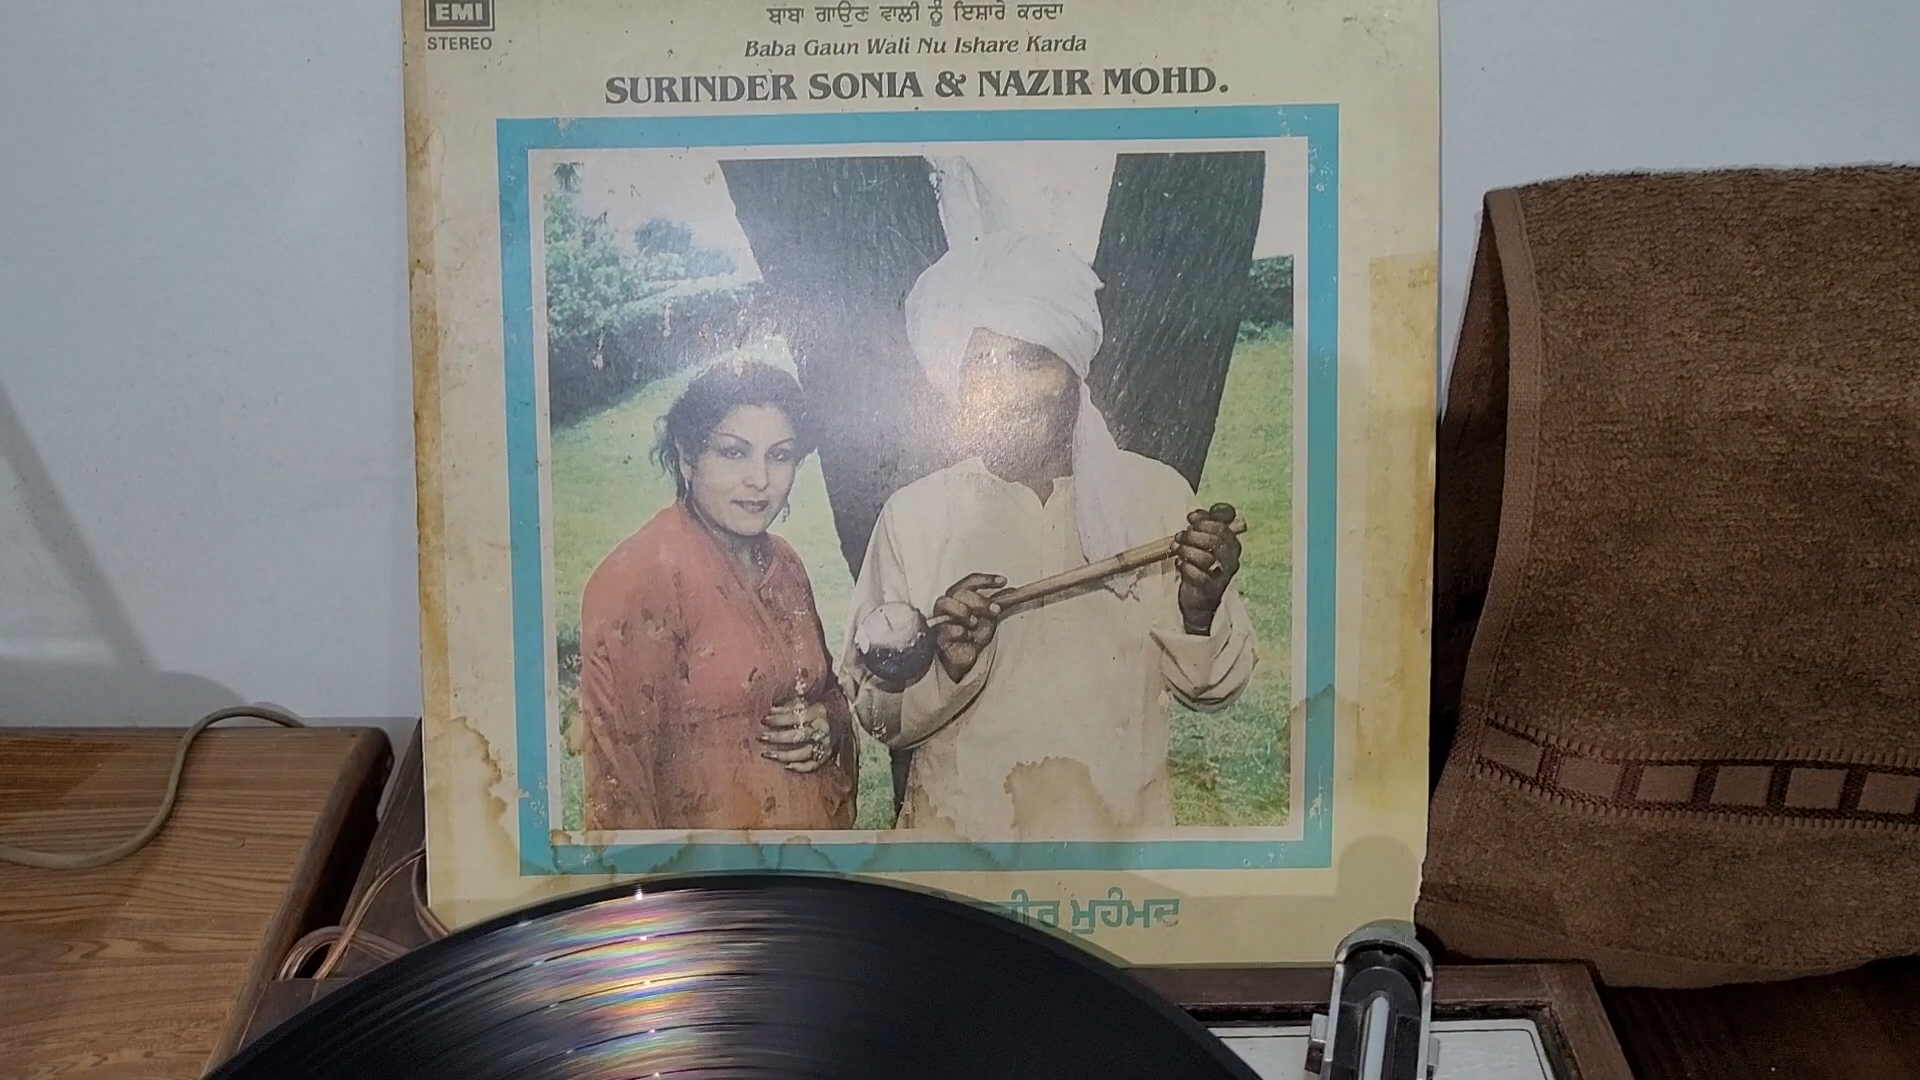 EMI
STEREO
ਬਾਬਾ ਗਾਉਣ ਵਾਲੀ ਨੂੰ ਇਸ਼ਾਰੇ ਕਰਦਾ
Baba Gaun Wali Nu Ishare Karda
SURINDER SONIA & NAZIR MOHD.
ਮੁਹੰਮਦ